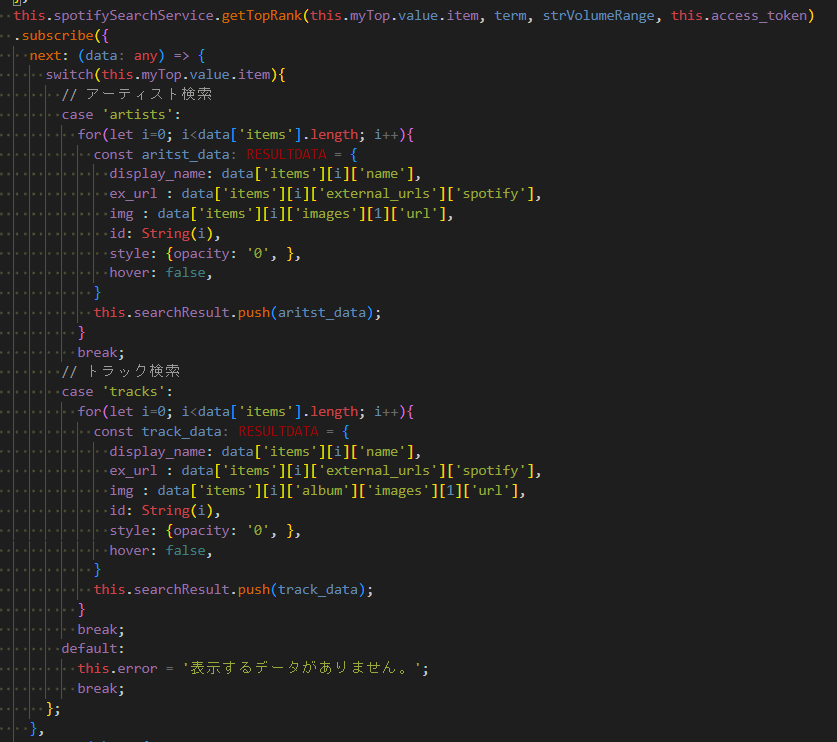 this.spotifySearchService.getTopRank(this.myTop.value.item, term, strVolumeRange, this.access_token)
.subscribe({
next: (data: any) => {
switch(this.myTop.value.item){
// アーティスト検索
case 'artists':
for(let i=0; i<data['items'].length; i++){
const aritst_data: RESULTDATA = {
display_name: data['items'][i]['name'],
ex_url : data['items'][i]['external_urls']['spotify'],
img : data['items'][i]['images'][1]['url'],
id: String(i),
style: {opacity: '0', },
hover: false,
}
this.searchResult.push(aritst_data);
}
break;
// トラック検索
case 'tracks':
for(let i=0; i<data['items'].length; i++){
const track_data: RESULTDATA = {
display_name: data['items'][i]['name'],
ex_url : data['items'][i]['external_urls']['spotify'],
img : data['items'][i]['album']['images'][1]['url'],
id: String(i),
style: {opacity: '0', },
hover: false,
}
this.searchResult.push(track_data);
}
break;
default:
this.error = '表示するデータがありません。';
break;
};
},